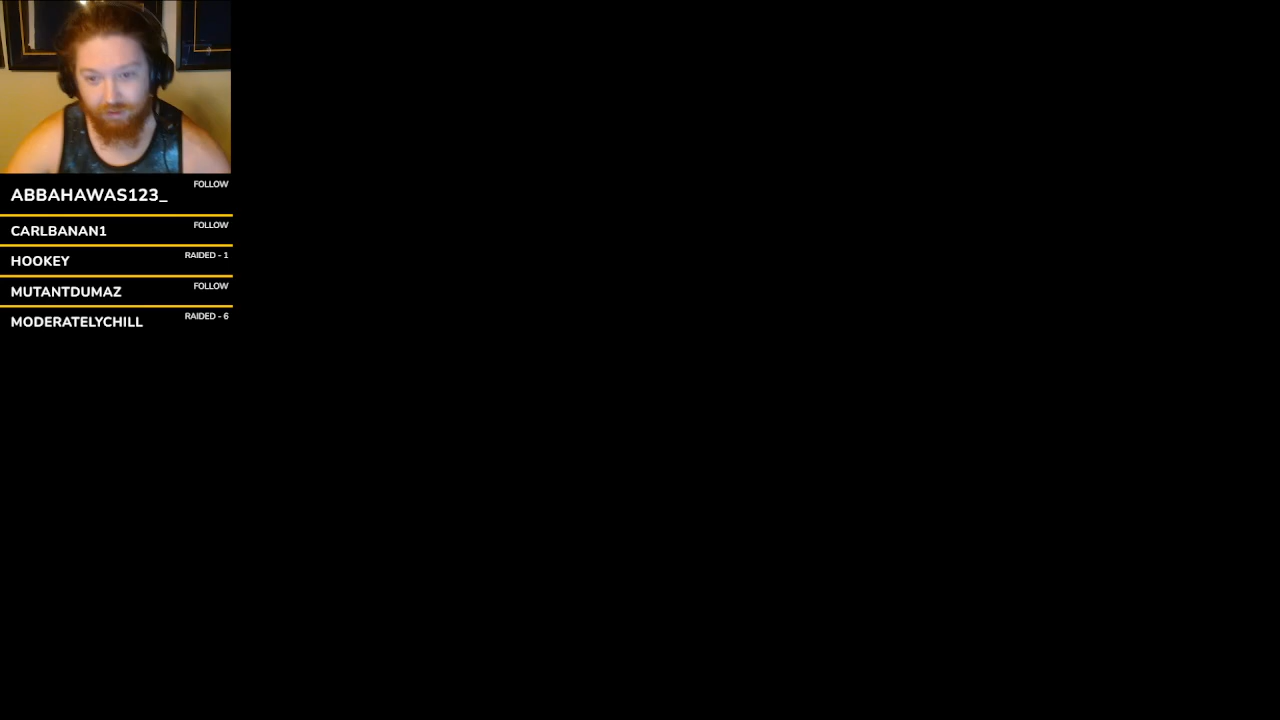 ABBAHAWAS123_ FOLLOW
CARLBANAN1 FOLLOW
HOOKEY RAIDED - 1
MUTANTDUMAZ FOLLOW
MODERATELYCHILL RAIDED - 6